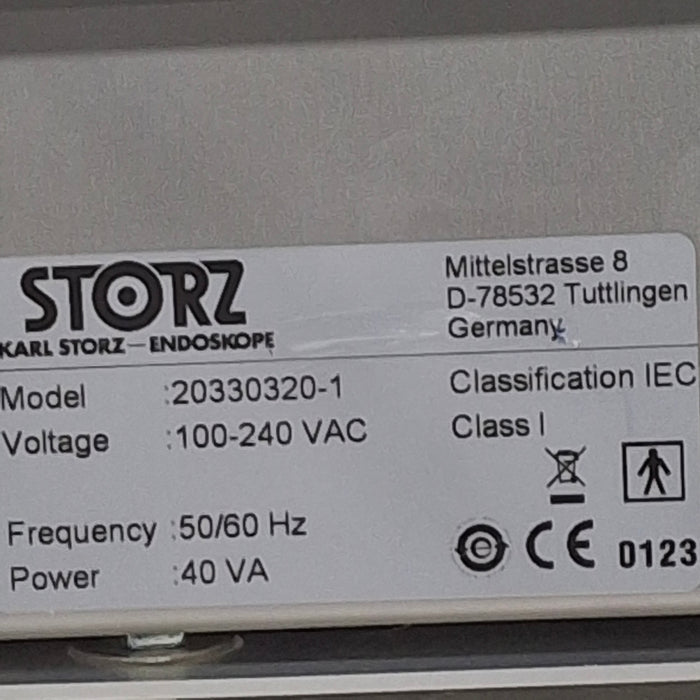 STORZ
KARL STORZ — ENDOSKOPE
Mittelstrasse 8
D-78532 Tuttlingen
Germany
Model :20330320-1
Voltage :100-240 VAC
Frequency :50/60 Hz
Power :40 VA
Classification IEC
Class I
e
CE 0123